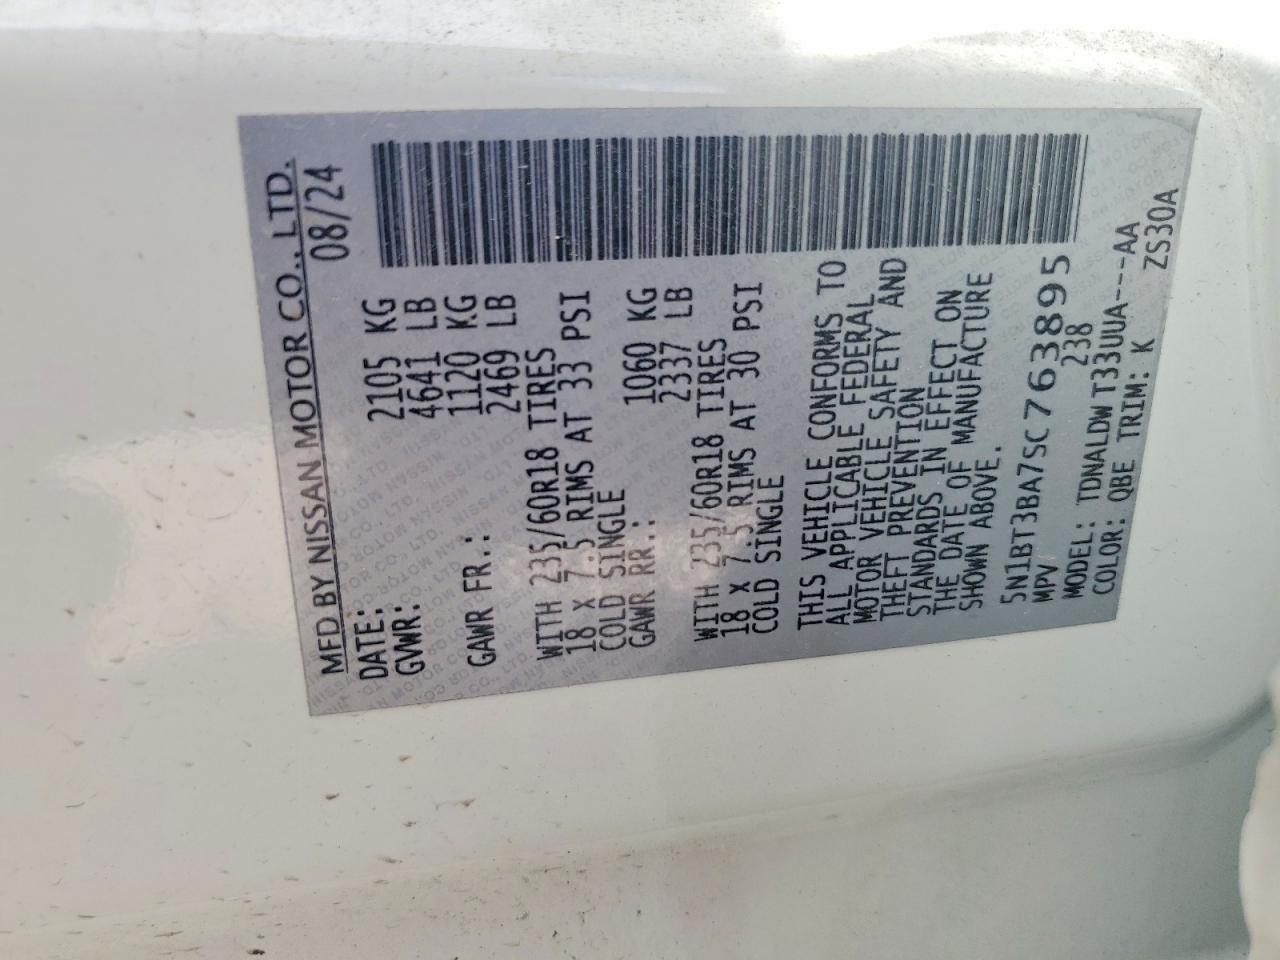 MFD BY NISSAN MOTOR CO., LTD.
DATE: 08/24
GVWR: 2105 KG
4641 LB
GAWR FR.: 1120 KG
2469 LB
WITH 235/60R18 TIRES
18 X 7.5 RIMS AT 33 PSI
COLD SINGLE
GAWR RR.: 1060 KG
2337 LB
WITH 235/60R18 TIRES
18 X 7.5 RIMS AT 30 PSI
COLD SINGLE
THIS VEHICLE CONFORMS TO
ALL APPLICABLE FEDERAL
MOTOR VEHICLE SAFETY AND
THEFT PREVENTION
STANDARDS IN EFFECT ON
THE DATE OF MANUFACTURE
SHOWN ABOVE.
5N1BT3BA7SC763895
MPV 238
MODEL: TDNALDWT33UUA---AA
COLOR: QBE TRIM: K ZS30A